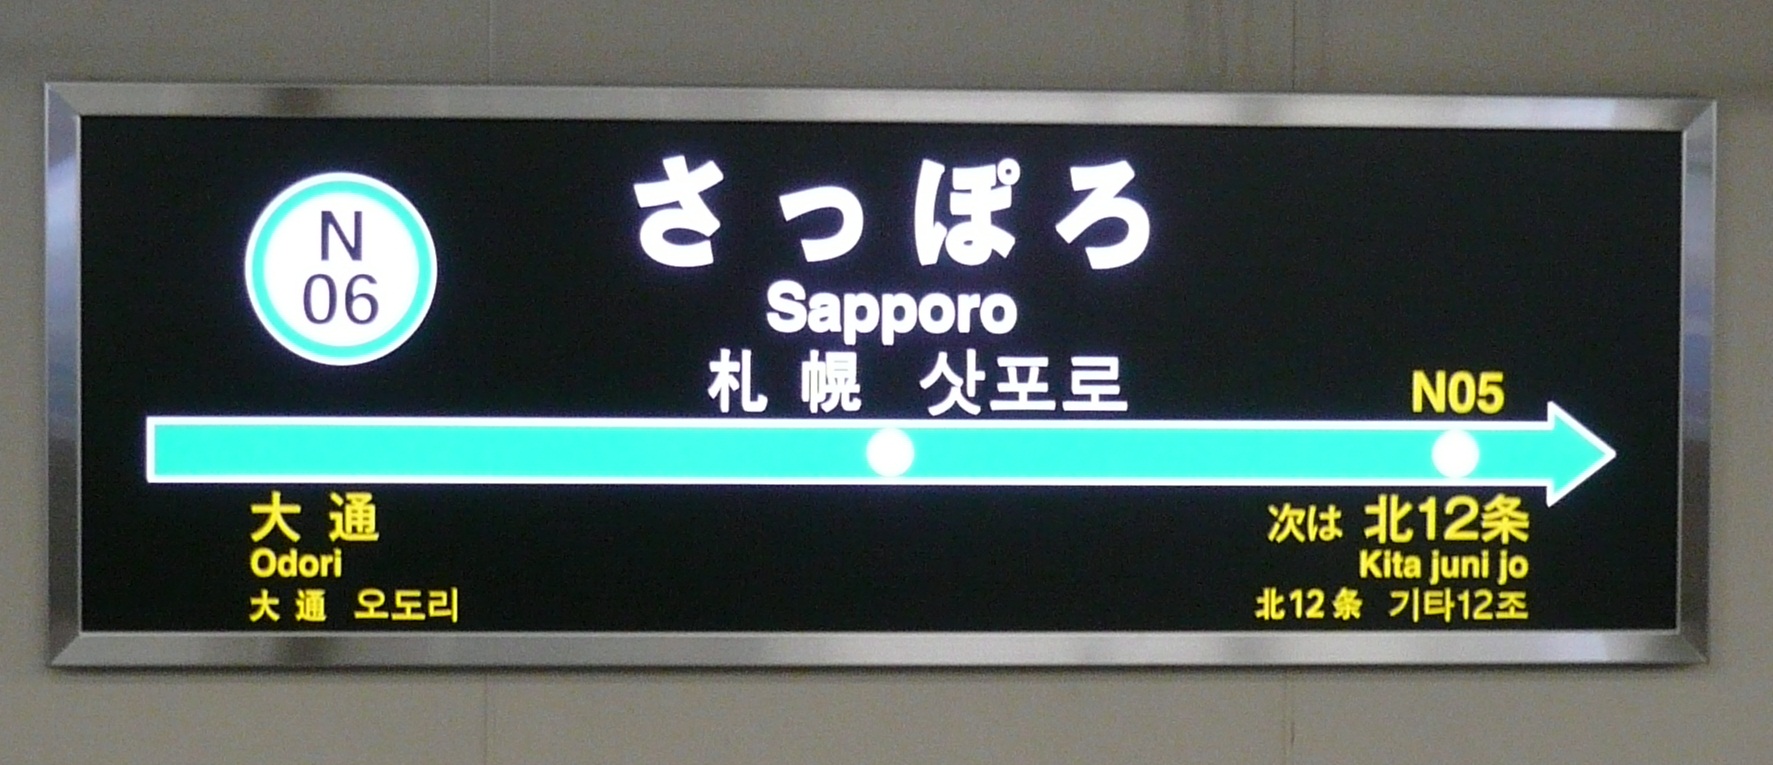 N
06
さっぽろ
Sapporo
札幌 삿포로
N05
大通
Odori
大通 오도리
次は 北12条
Kita juni jo
北12条 기타12조